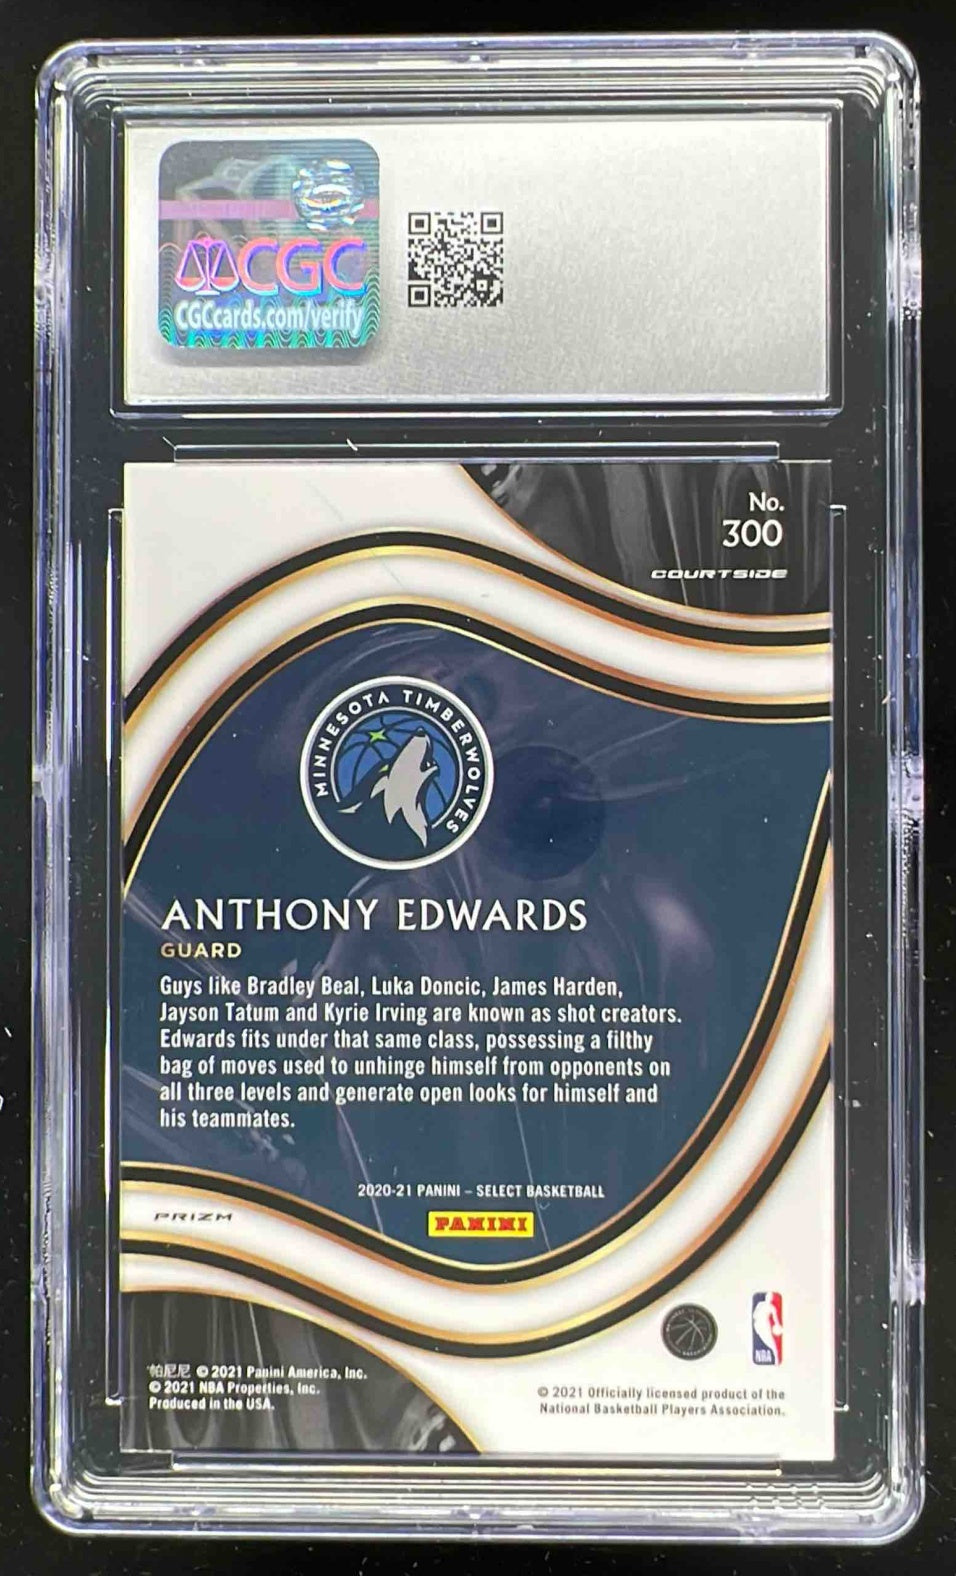 CGC
CGCcards.com/verify
No.
300
COURTSIDE
MINNESOTA TIMBERWOLVES
ANTHONY EDWARDS
GUARD
Guys like Bradley Beal, Luka Doncic, James Harden,
Jayson Tatum and Kyrie Irving are known as shot creators.
Edwards fits under that same class, possessing a filthy
bag of moves used to unhinge himself from opponents on
all three levels and generate open looks for himself and
his teammates.
2020-21 PANINI – SELECT BASKETBALL
PRIZM
PANINI
NBA
帕尼尼 © 2021 Panini America, Inc.
© 2021 NBA Properties, Inc.
Produced in the USA.
© 2021 Officially licensed product of the
National Basketball Players Association.